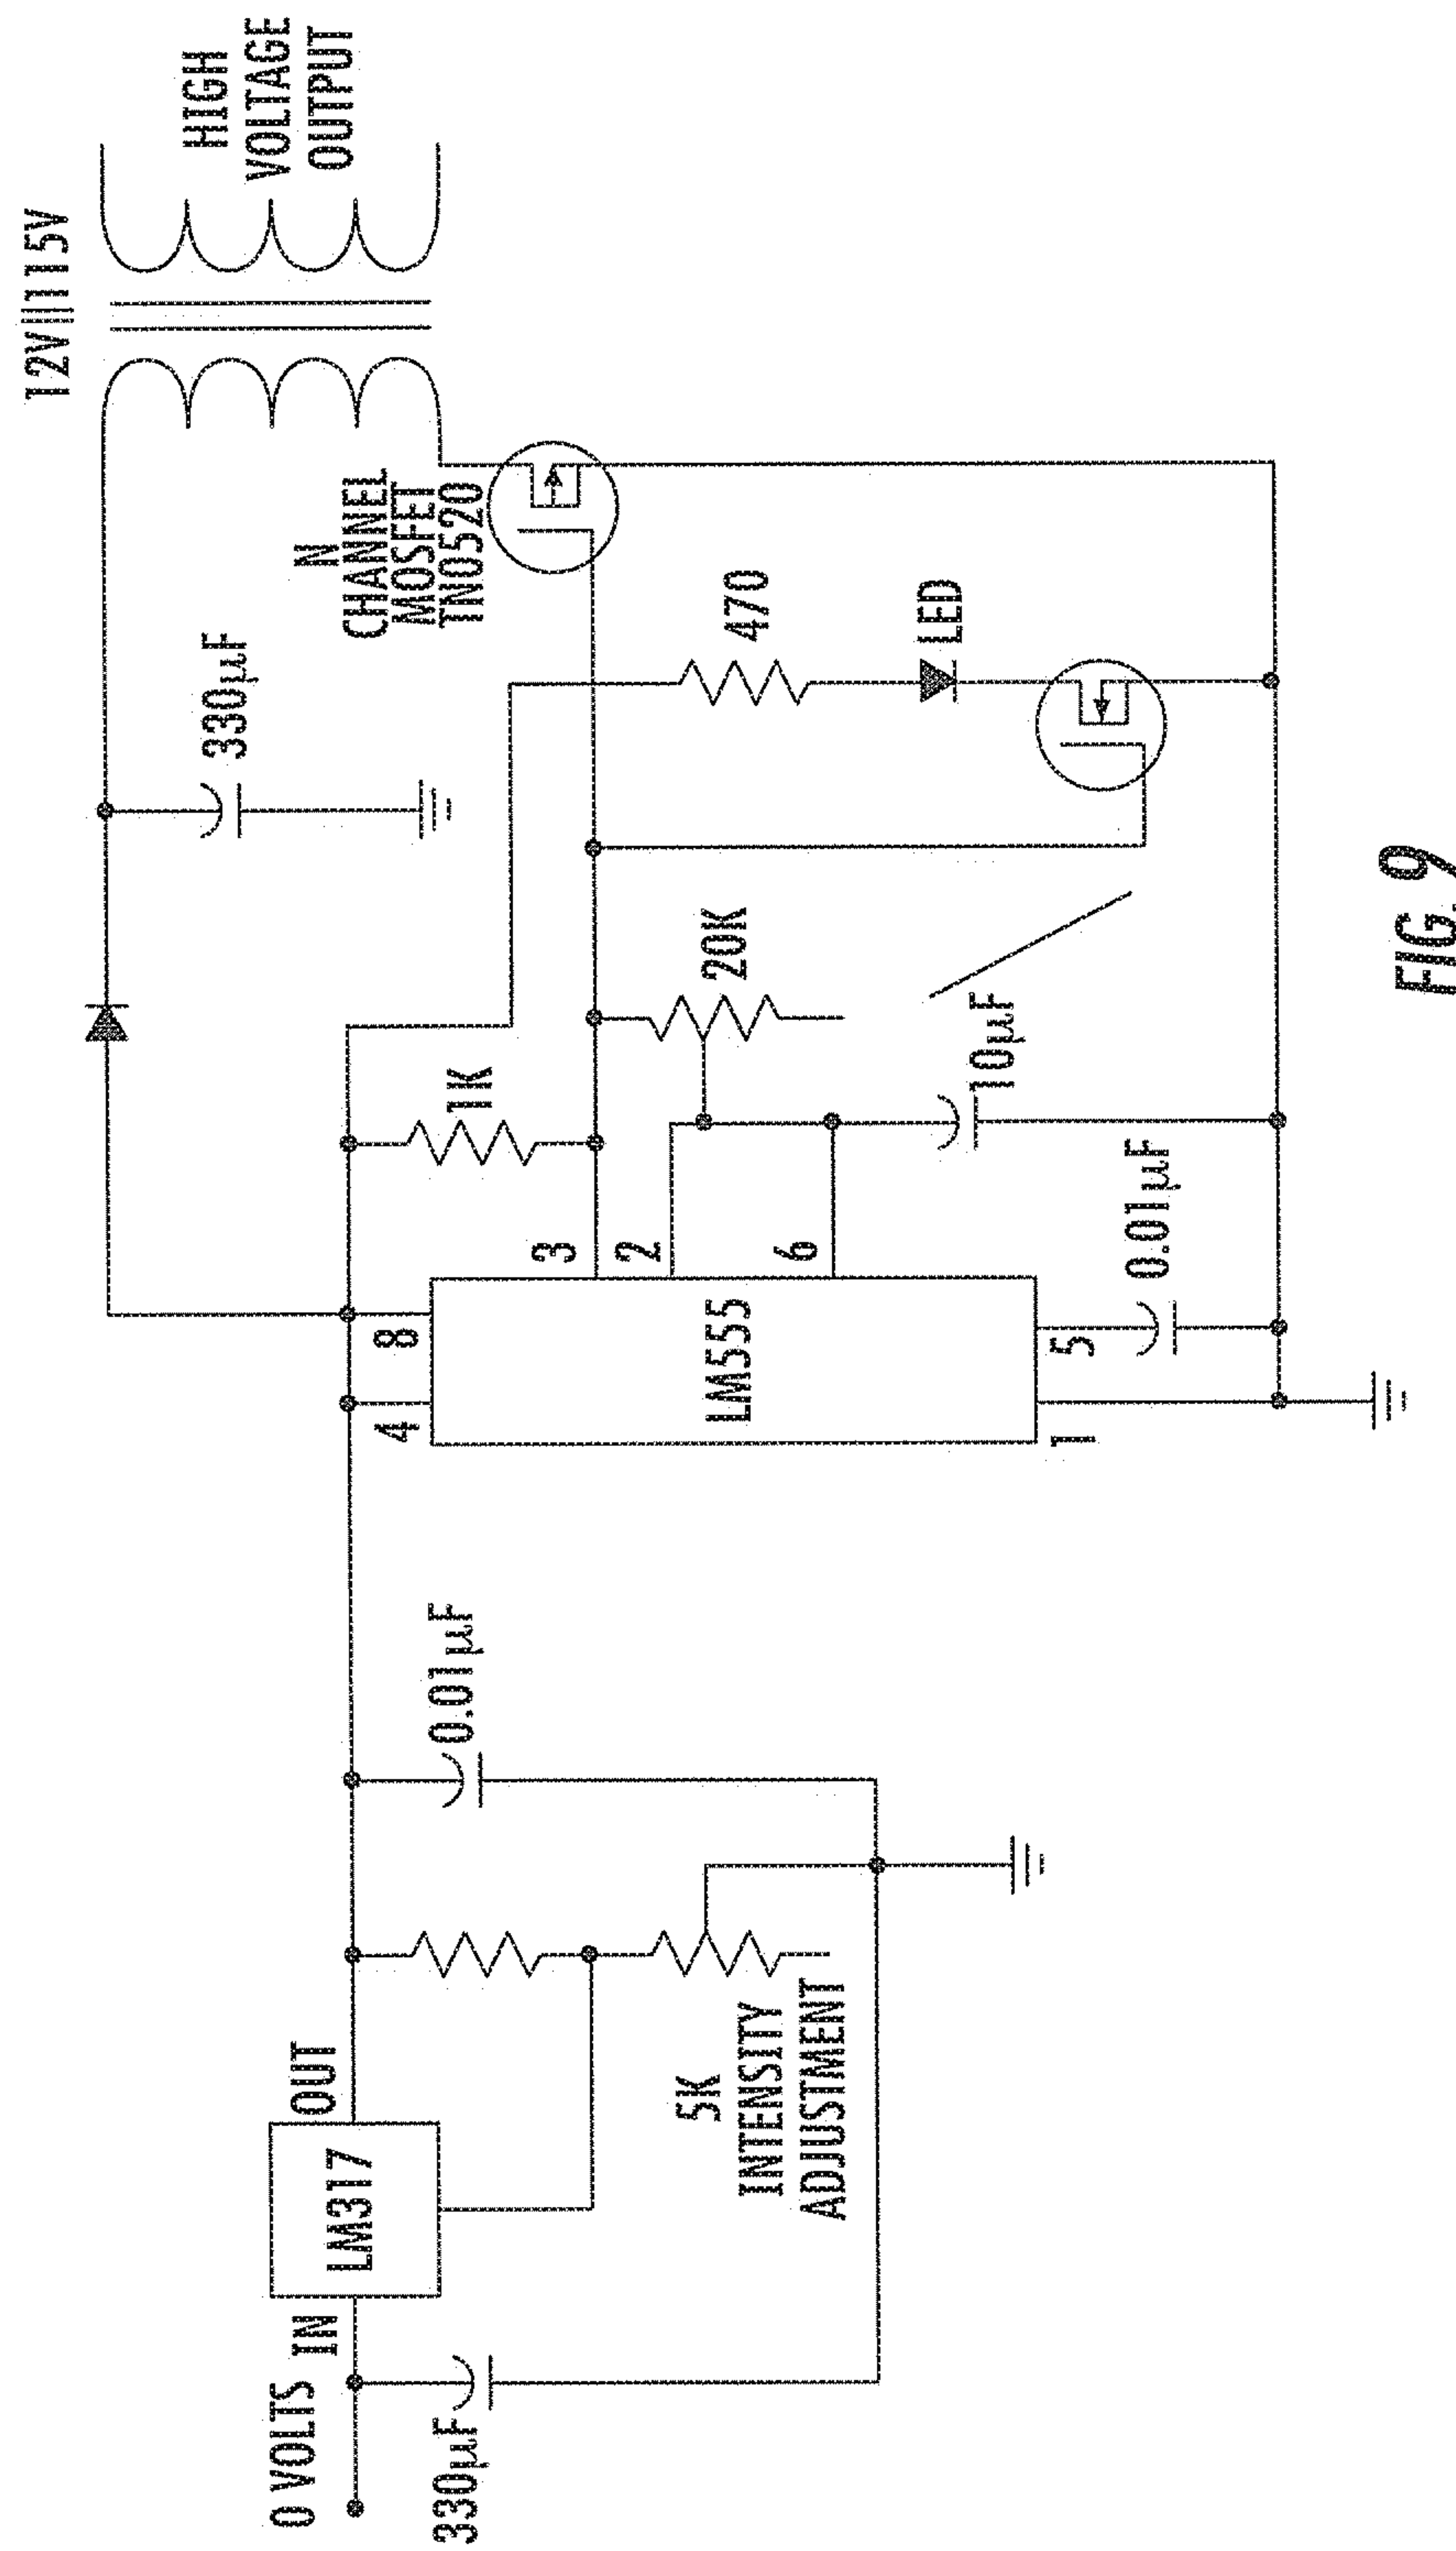 12V||115V
HIGH
VOLTAGE
OUTPUT
330µF
N
CHANNEL
MOSFET
TN0520
0 VOLTS
IN
LM317
OUT
330µF
0.01µF
5K
INTENSITY
ADJUSTMENT
4
8
1K
3
2
6
LM555
1
5
20K
470
LED
10µF
0.01µF
FIG. 9